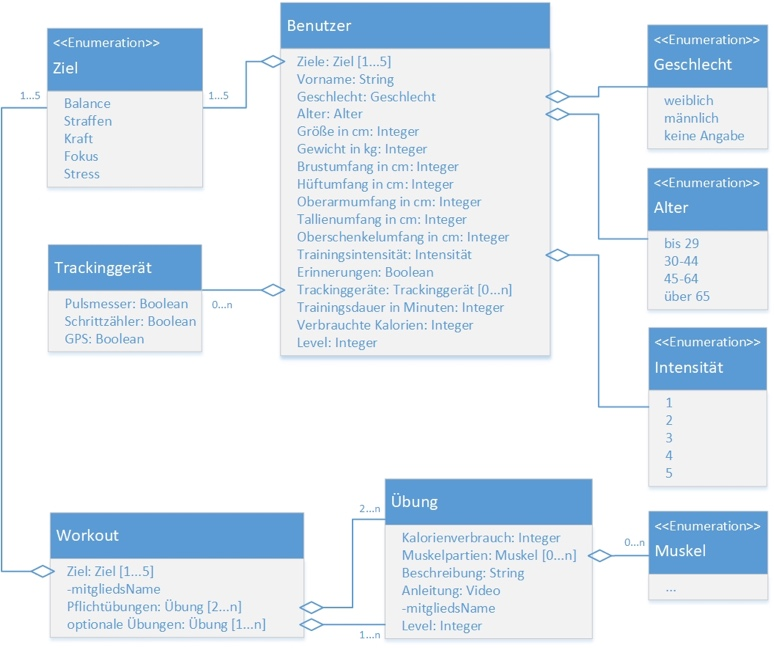 <<Enumeration>>
Ziel
Balance
Straffen
Kraft
Fokus
Stress
1...5
1...5
Benutzer
Ziele: Ziel [1...5]
Vorname: String
Geschlecht: Geschlecht
Alter: Alter
Größe in cm: Integer
Gewicht in kg: Integer
Brustumfang in cm: Integer
Hüftumfang in cm: Integer
Oberarmumfang in cm: Integer
Tallienumfang in cm: Integer
Oberschenkelumfang in cm: Integer
Trainingsintensität: Intensität
Erinnerungen: Boolean
Trackinggeräte: Trackinggerät [0...n]
Trainingsdauer in Minuten: Integer
Verbrauchte Kalorien: Integer
Level: Integer
<<Enumeration>>
Geschlecht
weiblich
männlich
keine Angabe
<<Enumeration>>
Alter
bis 29
30-44
45-64
über 65
Trackinggerät
Pulsmesser: Boolean
Schrittzähler: Boolean
GPS: Boolean
0...n
<<Enumeration>>
Intensität
1
2
3
4
5
Workout
Ziel: Ziel [1...5]
-mitgliedsName
Pflichtübungen: Übung [2...n]
optionale Übungen: Übung [1...n]
2...n
1...n
Übung
Kalorienverbrauch: Integer
Muskelpartien: Muskel [0...n]
Beschreibung: String
Anleitung: Video
-mitgliedsName
Level: Integer
0...n
<<Enumeration>>
Muskel
...